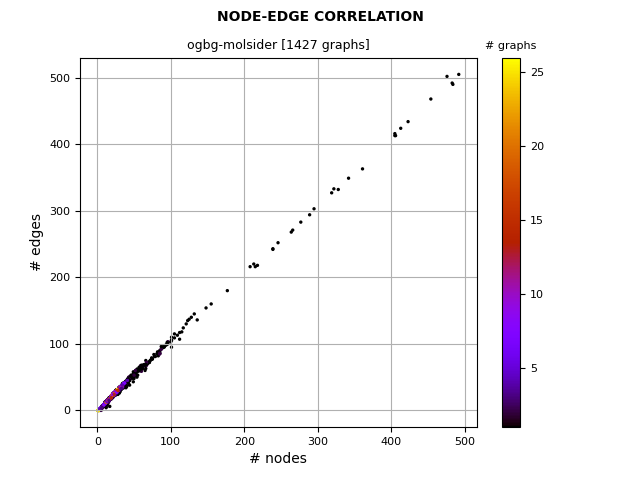 NODE-EDGE CORRELATION
ogbg-molsider [1427 graphs]
# graphs
500
400
300
200
100
0
# edges
0 100 200 300 400 500
# nodes
25
20
15
10
5